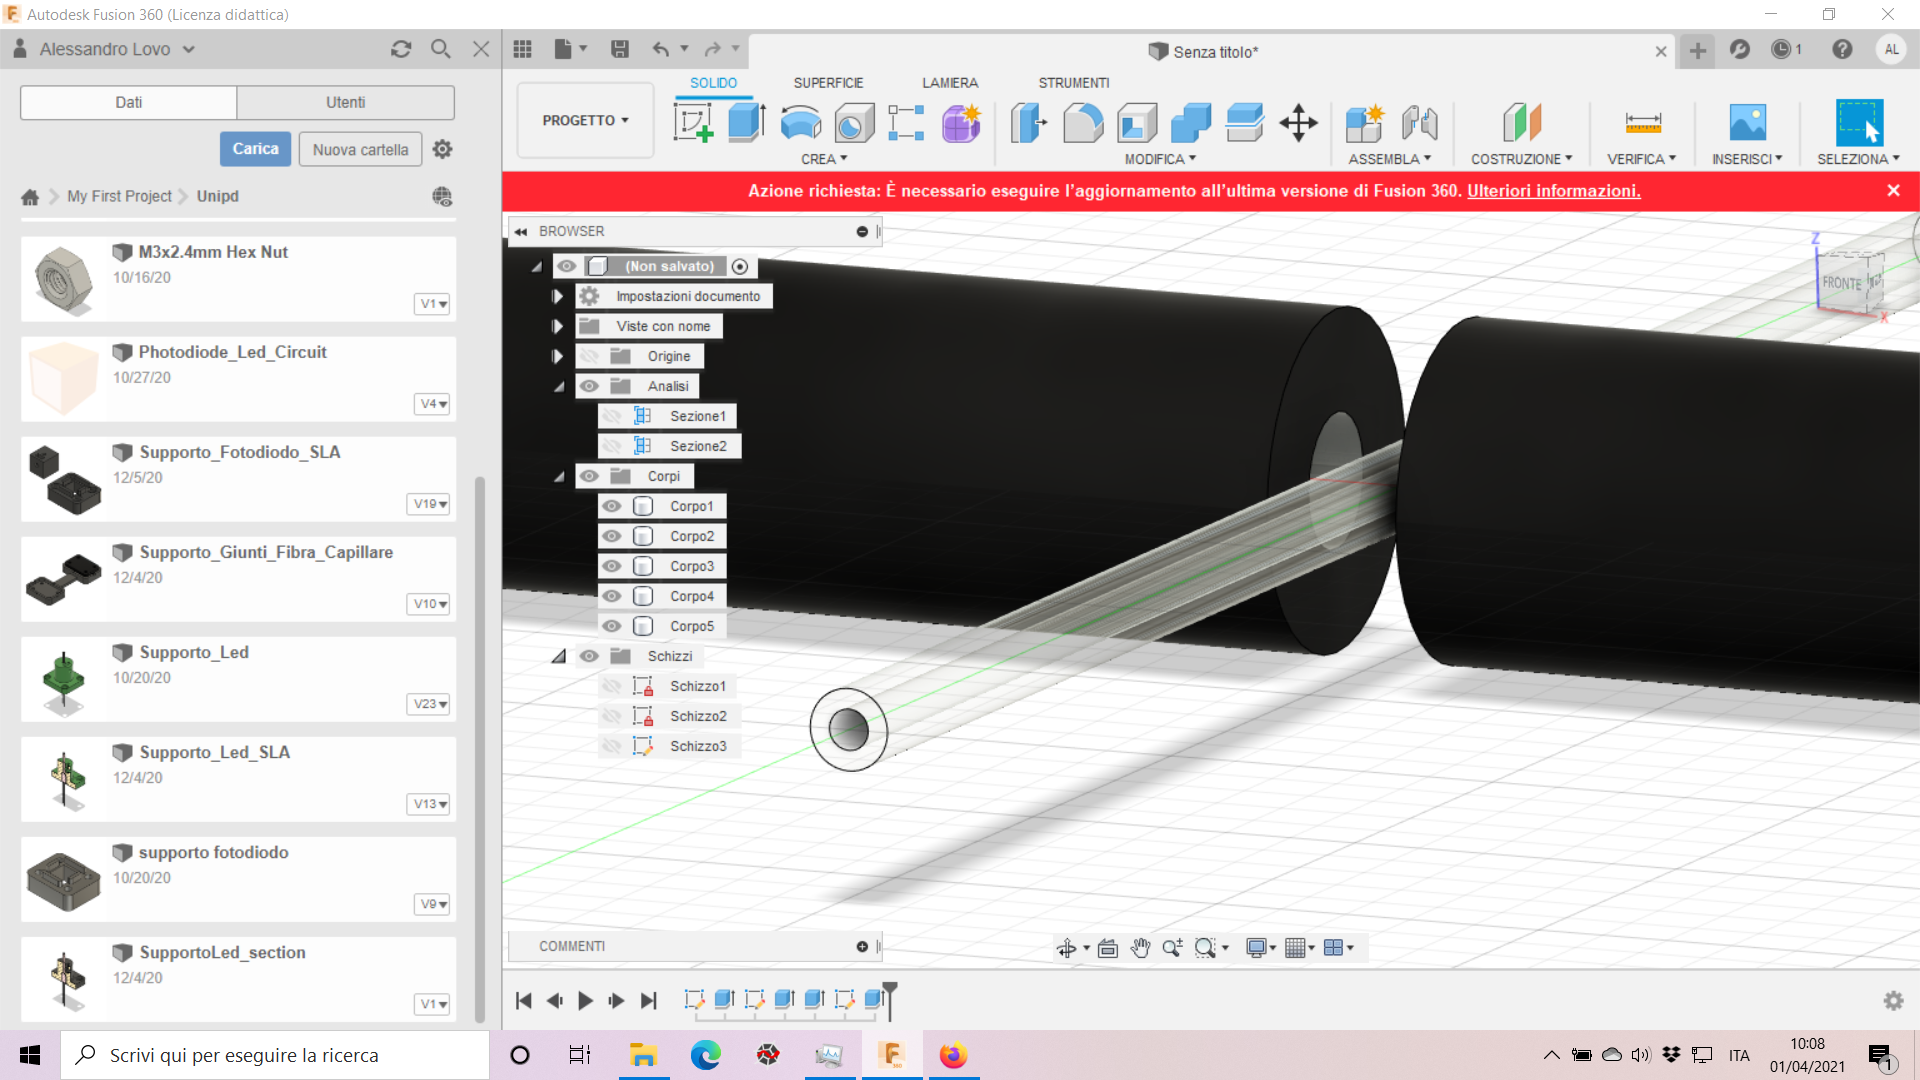 Autodesk Fusion 360 (Licenza didattica)
Alessandro Lovo
Senza titolo*
1
AL
Dati
Utenti
Carica
Nuova cartella
My First Project
Unipd
M3x2.4mm Hex Nut
10/16/20
V1
Photodiode_Led_Circuit
10/27/20
V4
Supporto_Fotodiodo_SLA
12/5/20
V19
Supporto_Giunti_Fibra_Capillare
12/4/20
V10
Supporto_Led
10/20/20
V23
Supporto_Led_SLA
12/4/20
V13
supporto fotodiodo
10/20/20
V9
SupportoLed_section
12/4/20
V1
PROGETTO
SOLIDO
SUPERFICIE
LAMIERA
STRUMENTI
CREA
MODIFICA
ASSEMBLA
COSTRUZIONE
VERIFICA
INSERISCI
SELEZIONA
Azione richiesta: È necessario eseguire l'aggiornamento all'ultima versione di Fusion 360. Ulteriori informazioni.
BROWSER
(Non salvato)
Impostazioni documento
Viste con nome
Origine
Analisi
Sezione1
Sezione2
Corpi
Corpo1
Corpo2
Corpo3
Corpo4
Corpo5
Schizzi
Schizzo1
Schizzo2
Schizzo3
Z
FRONTE
X
COMMENTI
Scrivi qui per eseguire la ricerca
ITA
10:08
01/04/2021
1